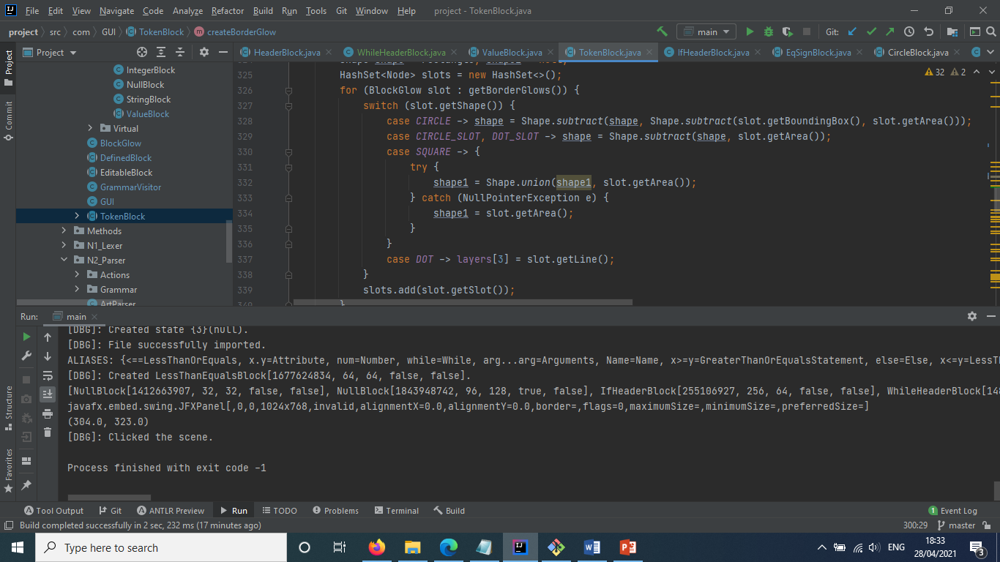 File Edit View Navigate Code Analyze Refactor Build Run Tools Git Window Help project - TokenBlock.java
project src com GUI TokenBlock createBorderGlow main Git:
Project
Project HeaderBlock.java WhileHeaderBlock.java ValueBlock.java TokenBlock.java IfHeaderBlock.java EqSignBlock.java CircleBlock.java
Commit
IntegerBlock
NullBlock
StringBlock
ValueBlock
Virtual
BlockGlow
DefinedBlock
EditableBlock
GrammarVisitor
GUI
TokenBlock
Methods
N1_Lexer
N2_Parser
Actions
Grammar
ArtParser
32 2
325 HashSet<Node> slots = new HashSet<>();
326 for (BlockGlow slot : getBorderGlows()) {
327 switch (slot.getShape()) {
328 case CIRCLE -> shape = Shape.subtract(shape, Shape.subtract(slot.getBoundingBox(), slot.getArea()));
329 case CIRCLE_SLOT, DOT_SLOT -> shape = Shape.subtract(shape, slot.getArea());
330 case SQUARE -> {
331 try {
332 shape1 = Shape.union(shape1, slot.getArea());
333 } catch (NullPointerException e) {
334 shape1 = slot.getArea();
335 }
336 }
337 case DOT -> layers[3] = slot.getLine();
338 }
339 slots.add(slot.getSlot());
340 }
Run: main
[DBG]: Created state {3}(null).
[DBG]: File successfully imported.
ALIASES: {<==LessThanOrEquals, x.y=Attribute, num=Number, while=While, arg...arg=Arguments, Name=Name, x>=y=GreaterThanOrEqualsStatement, else=Else, x<=y=LessTh
[DBG]: Created LessThanEqualsBlock[1677624834, 64, 64, false, false].
[NullBlock[1412663907, 32, 32, false, false], NullBlock[1843948742, 96, 128, true, false], IfHeaderBlock[255106927, 256, 64, false, false], WhileHeaderBlock[148
javafx.embed.swing.JFXPanel[,0,0,1024x768,invalid,alignmentX=0.0,alignmentY=0.0,border=,flags=0,maximumSize=,minimumSize=,preferredSize=]
(304.0, 323.0)
[DBG]: Clicked the scene.
Process finished with exit code -1
Structure
Favorites
Tool Output Git ANTLR Preview Run TODO Problems Terminal Build 1 Event Log
Build completed successfully in 2 sec, 232 ms (17 minutes ago) 300:29 master
Type here to search ENG 18:33
28/04/2021 3